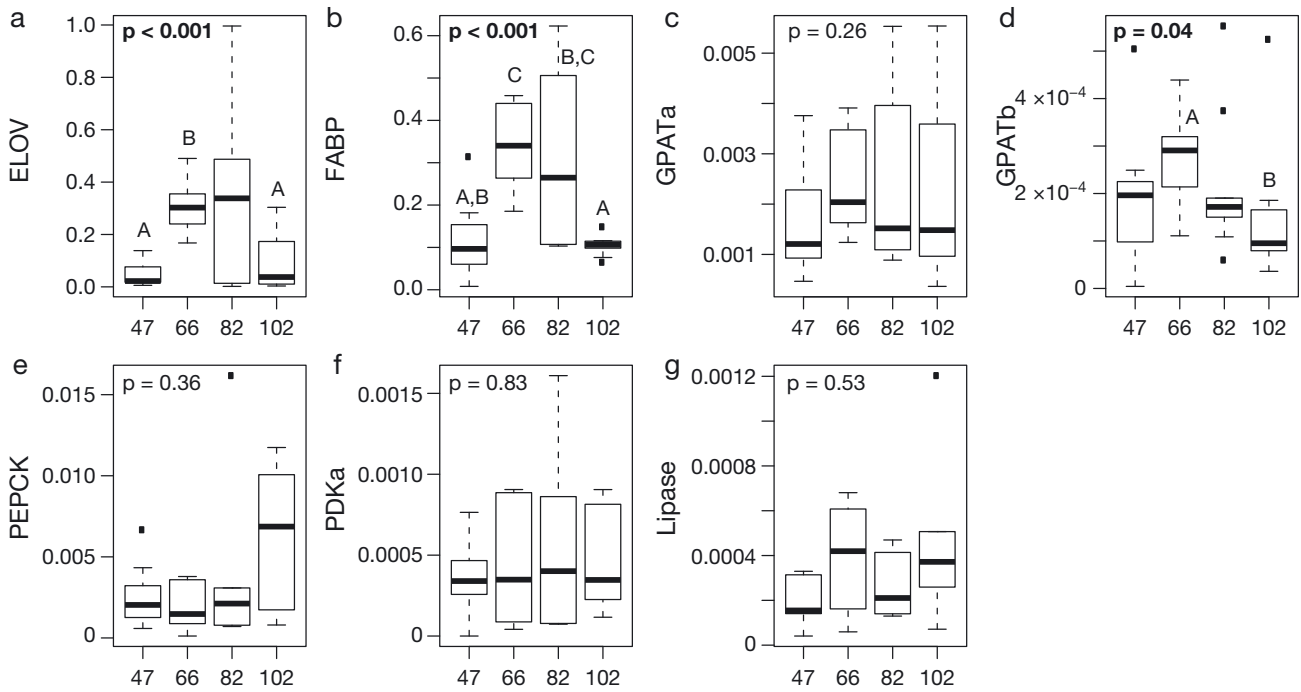 a
p < 0.001
ELOV
1.0
0.8
0.6
0.4
0.2
0.0
A
B
A
47 66 82 102
b
p < 0.001
FABP
0.6
0.4
0.2
0.0
A,B
C
B,C
A
47 66 82 102
c
p = 0.26
GPATa
0.005
0.003
0.001
47 66 82 102
d
p = 0.04
GPATb
4 ×10⁻⁴
2 ×10⁻⁴
0
A
B
47 66 82 102
e
p = 0.36
PEPCK
0.015
0.010
0.005
0
47 66 82 102
f
p = 0.83
PDKa
0.0015
0.0010
0.0005
0
47 66 82 102
g
p = 0.53
Lipase
0.0012
0.0008
0.0004
0
47 66 82 102